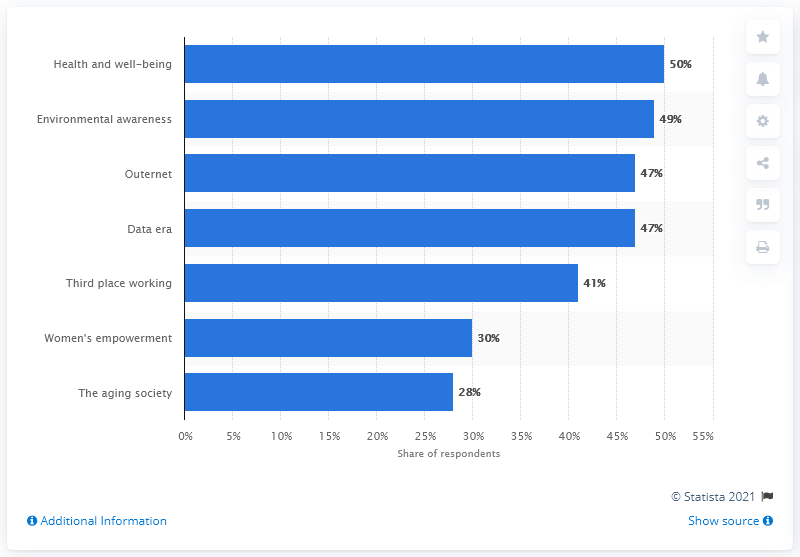 Health and well-being 50%
Environmental awareness 49%
Outernet 47%
Data era 47%
Third place working 41%
Women's empowerment 30%
The aging society 28%
0% 5% 10% 15% 20% 25% 30% 35% 40% 45% 50% 55%
Share of respondents
© Statista 2021
Additional Information Show source